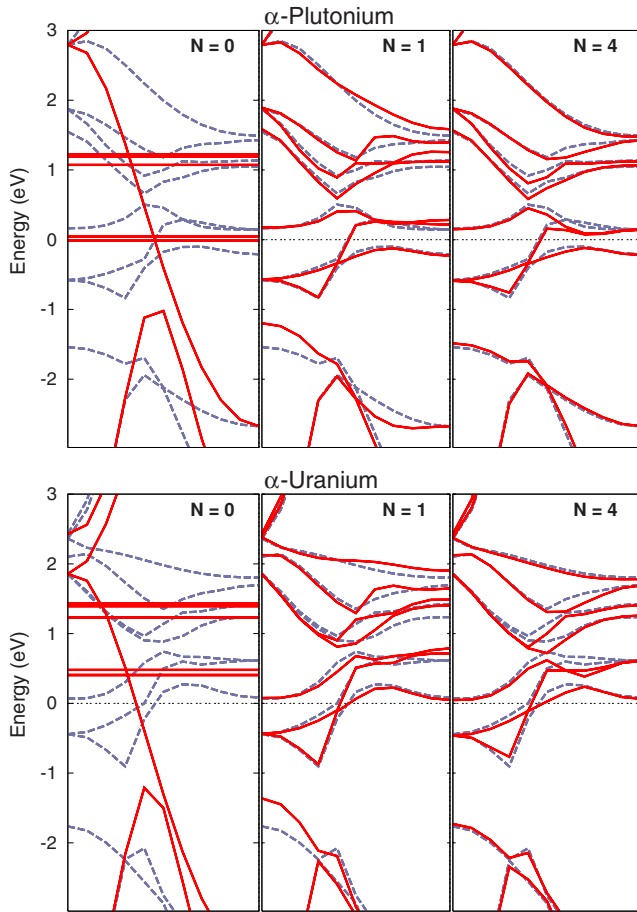 α-Plutonium
N = 0
N = 1
N = 4
Energy (eV)
3
2
1
0
-1
-2
α-Uranium
N = 0
N = 1
N = 4
Energy (eV)
3
2
1
0
-1
-2